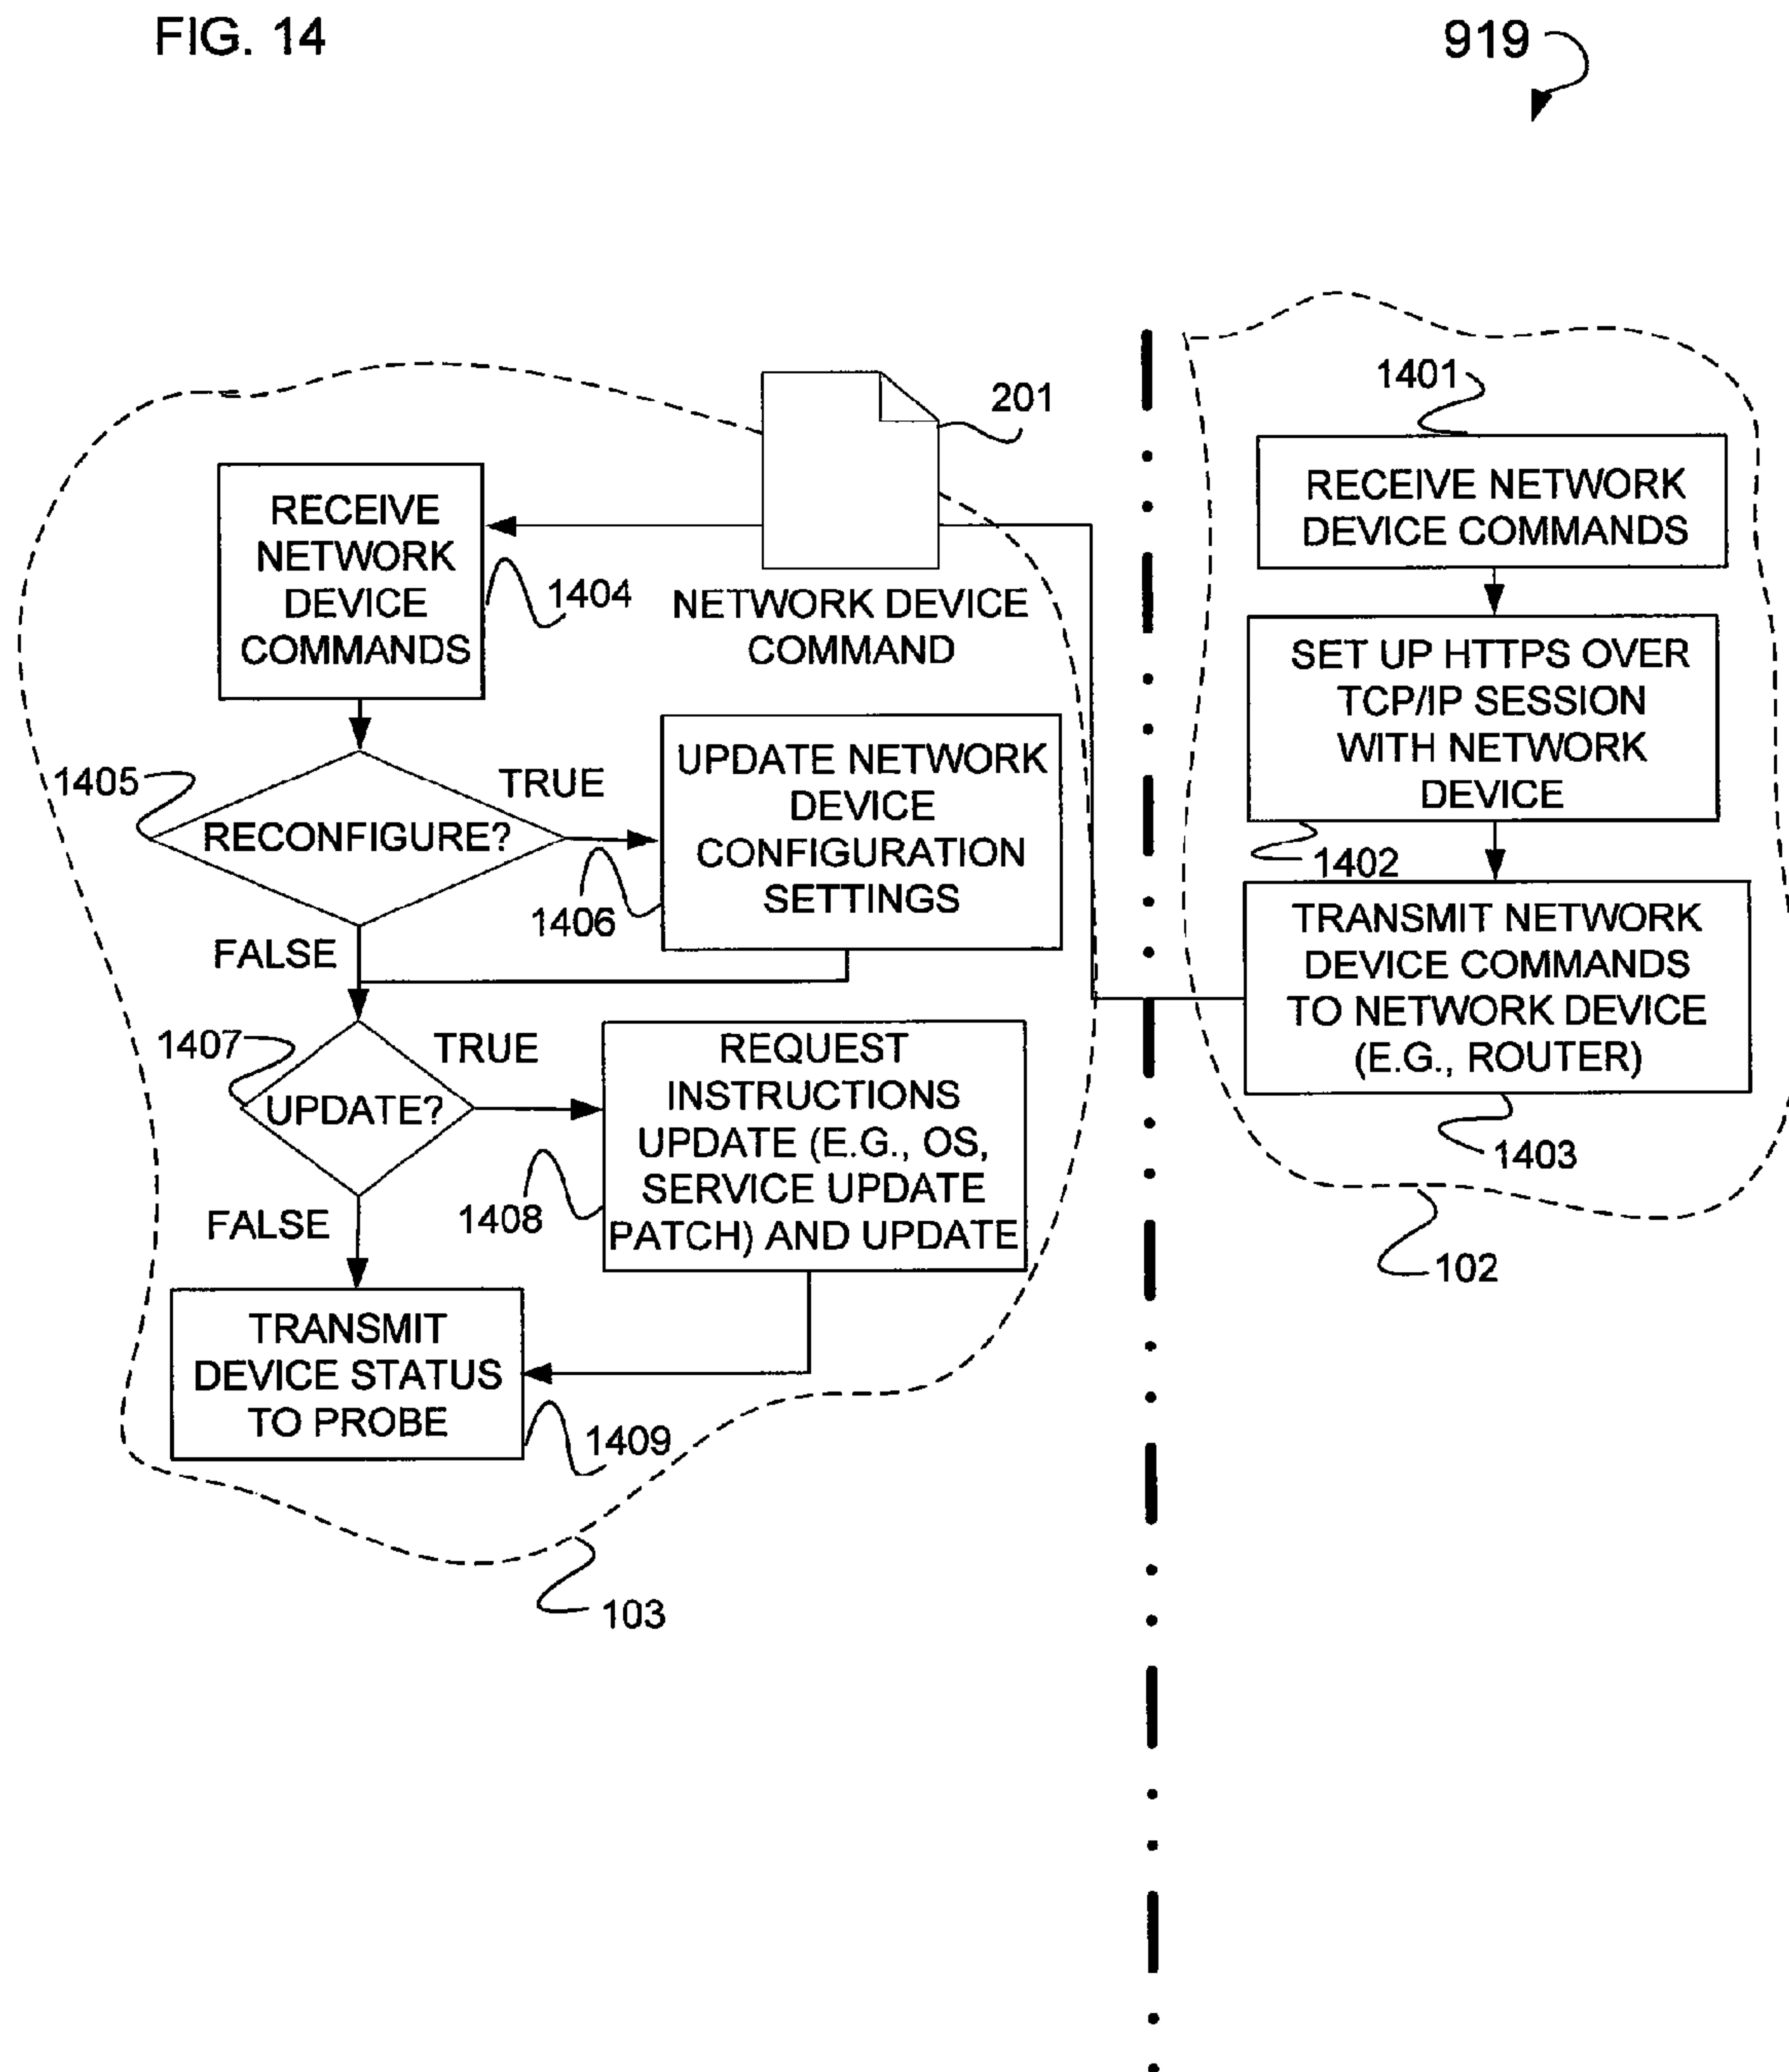 FIG. 14
919
201
RECEIVE
NETWORK
DEVICE
COMMANDS
1404
NETWORK DEVICE
COMMAND
1405
RECONFIGURE?
TRUE
FALSE
UPDATE NETWORK
DEVICE
CONFIGURATION
SETTINGS
1406
1407
UPDATE?
TRUE
FALSE
REQUEST
INSTRUCTIONS
UPDATE (E.G., OS,
SERVICE UPDATE
PATCH) AND UPDATE
1408
TRANSMIT
DEVICE STATUS
TO PROBE
1409
103
1401
RECEIVE NETWORK
DEVICE COMMANDS
SET UP HTTPS OVER
TCP/IP SESSION
WITH NETWORK
DEVICE
1402
TRANSMIT NETWORK
DEVICE COMMANDS
TO NETWORK DEVICE
(E.G., ROUTER)
1403
102